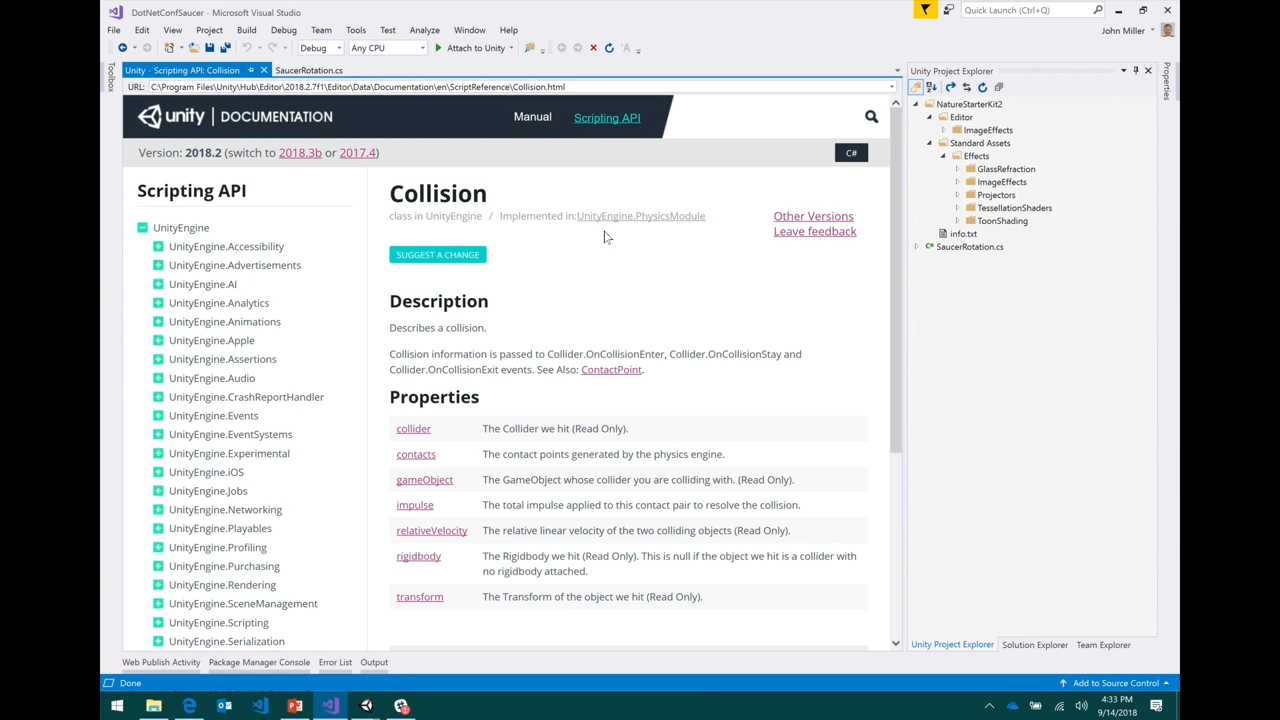 DotNetConfSaucer - Microsoft Visual Studio
Quick Launch (Ctrl+Q)
File Edit View Project Build Debug Team Tools Test Analyze Window Help
John Miller
Debug Any CPU Attach to Unity
Toolbox
Unity - Scripting API: Collision SaucerRotation.cs
URL: C:\Program Files\Unity\Hub\Editor\2018.2.7f1\Editor\Data\Documentation\en\ScriptReference\Collision.html
unity | DOCUMENTATION
Manual Scripting API
Version: 2018.2 (switch to 2018.3b or 2017.4)
C#
Scripting API
UnityEngine
UnityEngine.Accessibility
UnityEngine.Advertisements
UnityEngine.AI
UnityEngine.Analytics
UnityEngine.Animations
UnityEngine.Apple
UnityEngine.Assertions
UnityEngine.Audio
UnityEngine.CrashReportHandler
UnityEngine.Events
UnityEngine.EventSystems
UnityEngine.Experimental
UnityEngine.iOS
UnityEngine.Jobs
UnityEngine.Networking
UnityEngine.Playables
UnityEngine.Profiling
UnityEngine.Purchasing
UnityEngine.Rendering
UnityEngine.SceneManagement
UnityEngine.Scripting
UnityEngine.Serialization
Collision
class in UnityEngine / Implemented in:UnityEngine.PhysicsModule
Other Versions
Leave feedback
SUGGEST A CHANGE
Description
Describes a collision.
Collision information is passed to Collider.OnCollisionEnter, Collider.OnCollisionStay and
Collider.OnCollisionExit events. See Also: ContactPoint.
Properties
collider The Collider we hit (Read Only).
contacts The contact points generated by the physics engine.
gameObject The GameObject whose collider you are colliding with. (Read Only).
impulse The total impulse applied to this contact pair to resolve the collision.
relativeVelocity The relative linear velocity of the two colliding objects (Read Only).
rigidbody The Rigidbody we hit (Read Only). This is null if the object we hit is a collider with
no rigidbody attached.
transform The Transform of the object we hit (Read Only).
Unity Project Explorer
NatureStarterKit2
Editor
ImageEffects
Standard Assets
Effects
GlassRefraction
ImageEffects
Projectors
TessellationShaders
ToonShading
info.txt
SaucerRotation.cs
Properties
Unity Project Explorer Solution Explorer Team Explorer
Web Publish Activity Package Manager Console Error List Output
Done
Add to Source Control
4:33 PM
9/14/2018